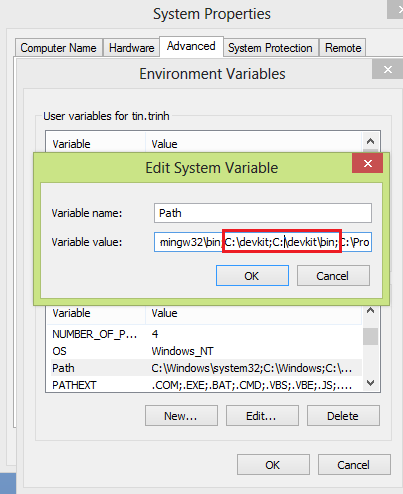 System Properties
Computer Name Hardware Advanced System Protection Remote
Environment Variables
User variables for tin.trinh
Variable Value
Edit System Variable
Variable name: Path
Variable value: mingw32\bin;C:\devkit;C:\devkit\bin;C:\Pro
OK Cancel
Variable Value
NUMBER_OF_P... 4
OS Windows_NT
Path C:\Windows\system32;C:\Windows;C:\...
PATHEXT .COM;.EXE;.BAT;.CMD;.VBS;.VBE;.JS;....
New... Edit... Delete
OK Cancel